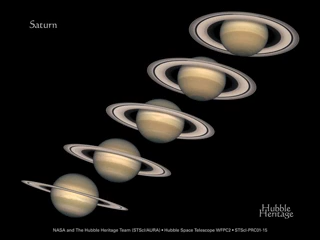 Saturn
Hubble
Heritage
NASA and The Hubble Heritage Team (STScI/AURA) • Hubble Space Telescope WFPC2 • STScI-PRC01-15